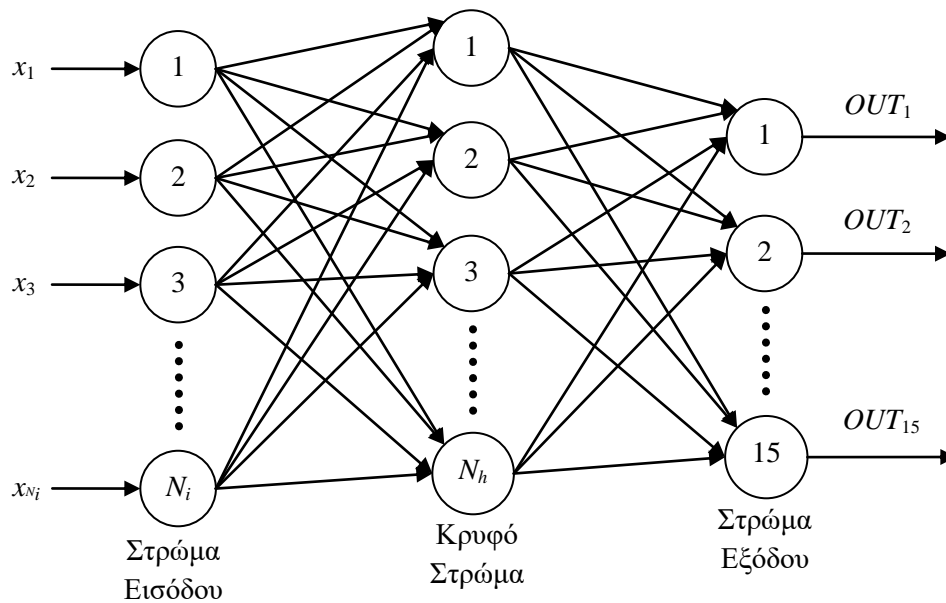 x1
1
1
OUT1
2
1
x2
2
OUT2
2
3
x3
3
OUT15
15
xNi
Ni
Nh
Στρώμα
Εισόδου
Κρυφό
Στρώμα
Στρώμα
Εξόδου